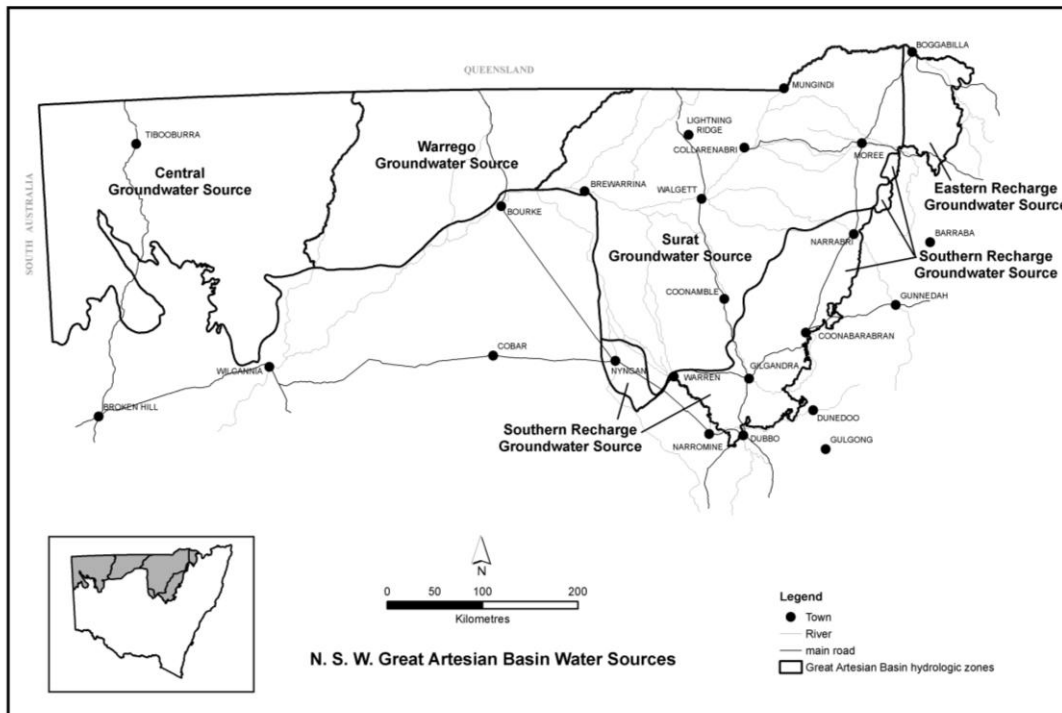 QUEENSLAND
BOGGABILLA
MUNGINDI
TIBOOBURRA
LIGHTNING
RIDGE
COLLARENABRI
MOREE
Central
Groundwater Source
Warrego
Groundwater Source
BREWARRINA
WALGETT
BOURKE
Eastern Recharge
Groundwater Source
SOUTH AUSTRALIA
Surat
Groundwater Source
NARRABRI
BARRABA
Southern Recharge
Groundwater Source
COONAMBLE
GUNNEDAH
COONABARABRAN
COBAR
NYNGAN
WILCANNIA
WARREN
GILGANDRA
BROKEN HILL
Southern Recharge
Groundwater Source
DUNEDOO
NARROMINE
DUBBO
GULGONG
N
0 50 100 200
Kilometres
N. S. W. Great Artesian Basin Water Sources
Legend
Town
River
main road
Great Artesian Basin hydrologic zones